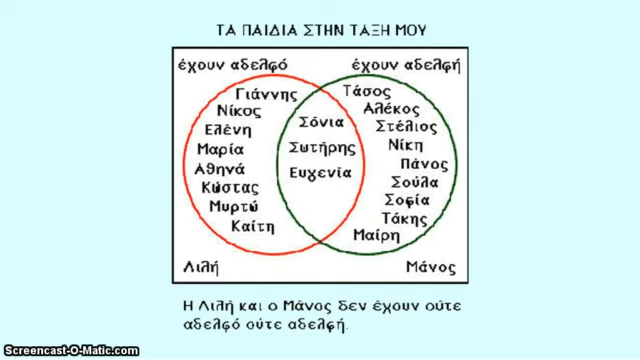 ΤΑ ΠΑΙΔΙΑ ΣΤΗΝ ΤΑΞΗ ΜΟΥ
έχουν αδελφό
έχουν αδελφή
Γιάννης
Νίκος
Ελένη
Μαρία
Αθηνά
Κώστας
Μυρτώ
Καίτη
Σόνια
Σωτήρης
Ευγενία
Τάσος
Αλέκος
Στέλιος
Νίκη
Πάνος
Σούλα
Σοφία
Τάκης
Μαίρη
Λιλή
Μάνος
Η Λιλή και ο Μάνος δεν έχουν ούτε
αδελφό ούτε αδελφή.
Screencast-O-Matic.com